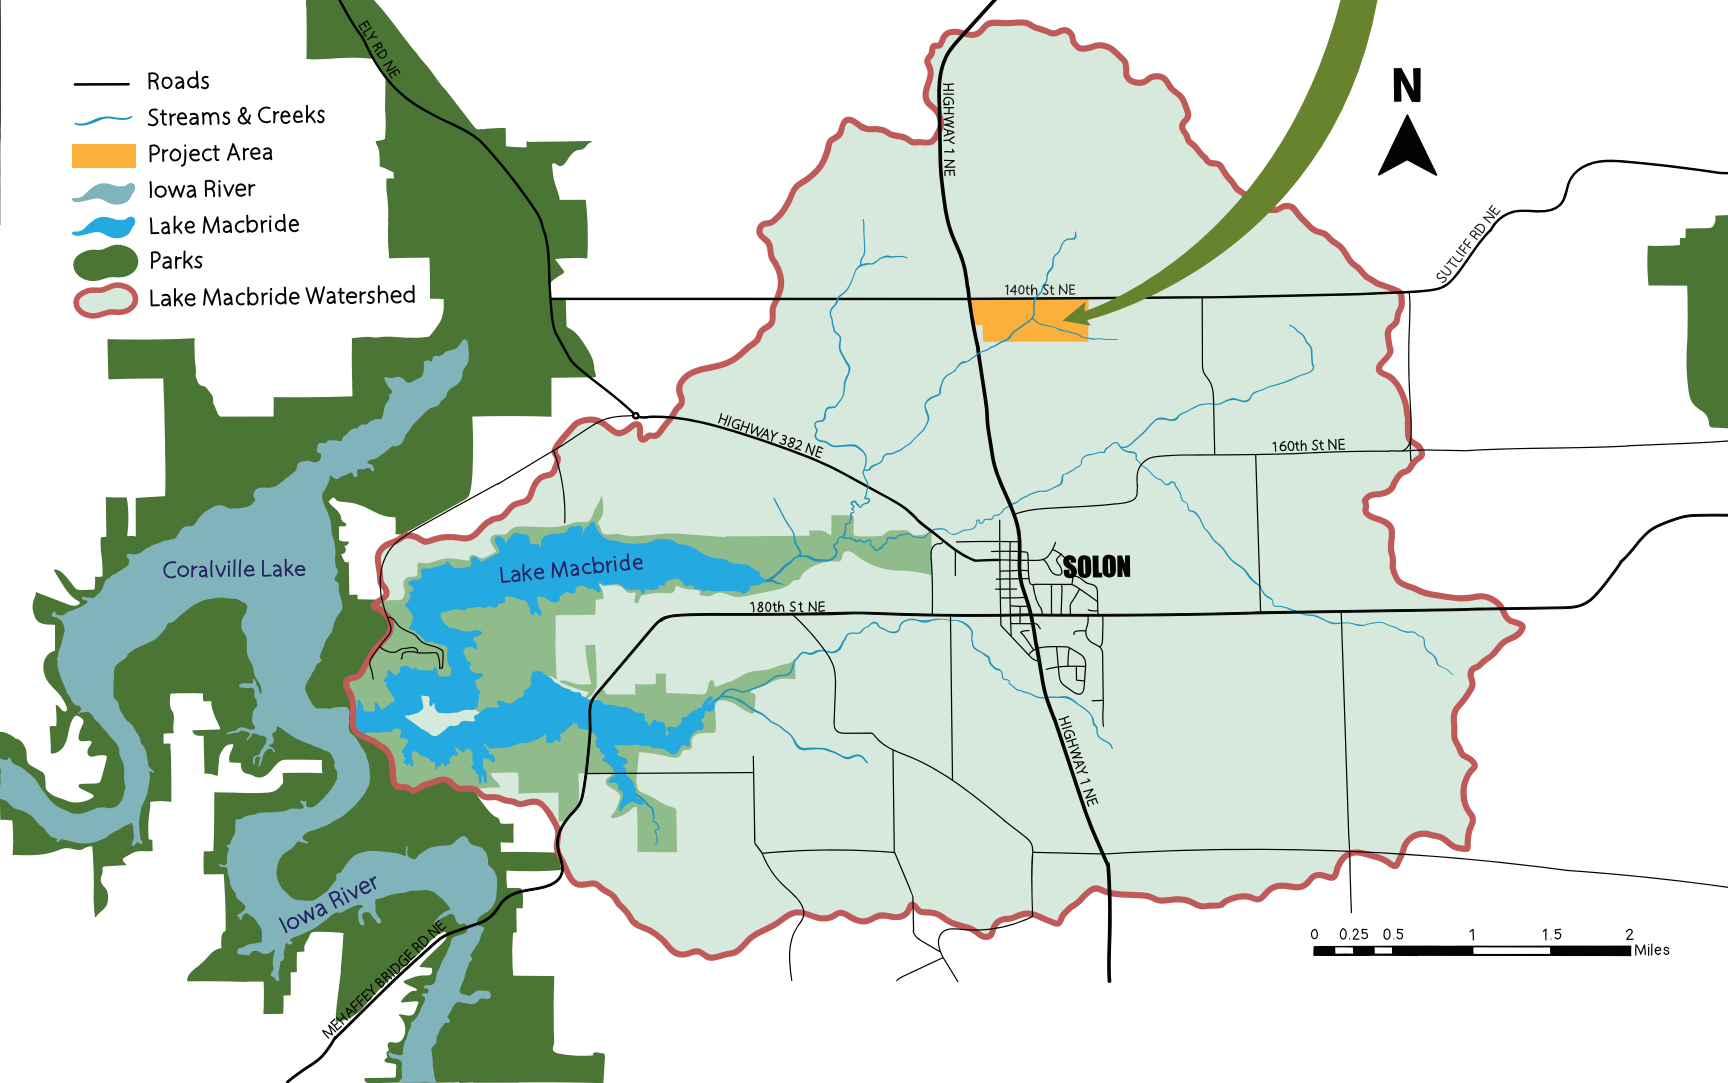 ELY RD NE
Roads
Streams & Creeks
Project Area
Iowa River
Lake Macbride
Parks
Lake Macbride Watershed
HIGHWAY 1 NE
N
SUTLIFF RD NE
140th St NE
HIGHWAY 382 NE
160th St NE
Coralville Lake
Lake Macbride
SOLON
180th St NE
HIGHWAY 1 NE
Iowa River
MEHAFFEY BRIDGE RD NE
0 0.25 0.5 1 1.5 2
Miles